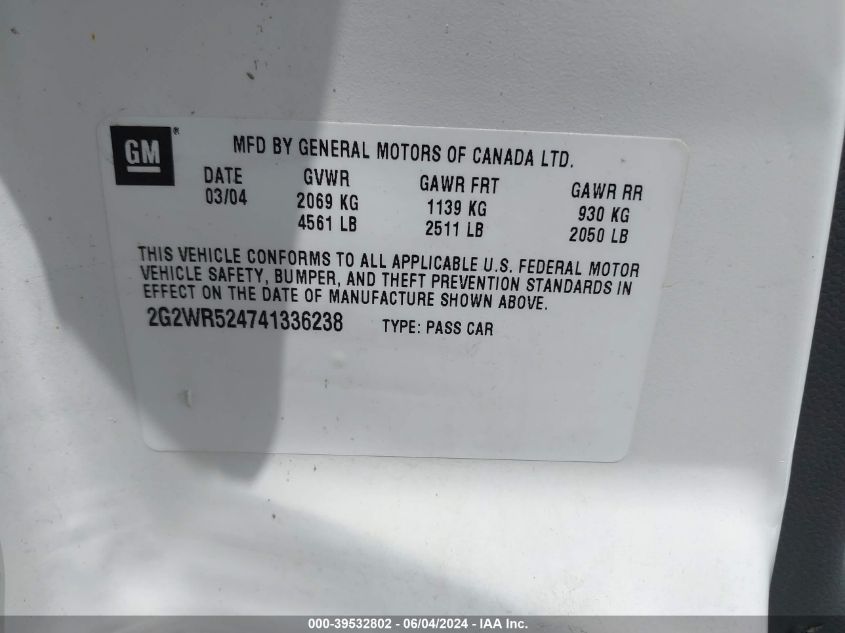 GM®
MFD BY GENERAL MOTORS OF CANADA LTD.
DATE GVWR GAWR FRT GAWR RR
03/04 2069 KG 1139 KG 930 KG
4561 LB 2511 LB 2050 LB
THIS VEHICLE CONFORMS TO ALL APPLICABLE U.S. FEDERAL MOTOR
VEHICLE SAFETY, BUMPER, AND THEFT PREVENTION STANDARDS IN
EFFECT ON THE DATE OF MANUFACTURE SHOWN ABOVE.
2G2WR524741336238 TYPE: PASS CAR
000-39532802 - 06/04/2024 - IAA Inc.